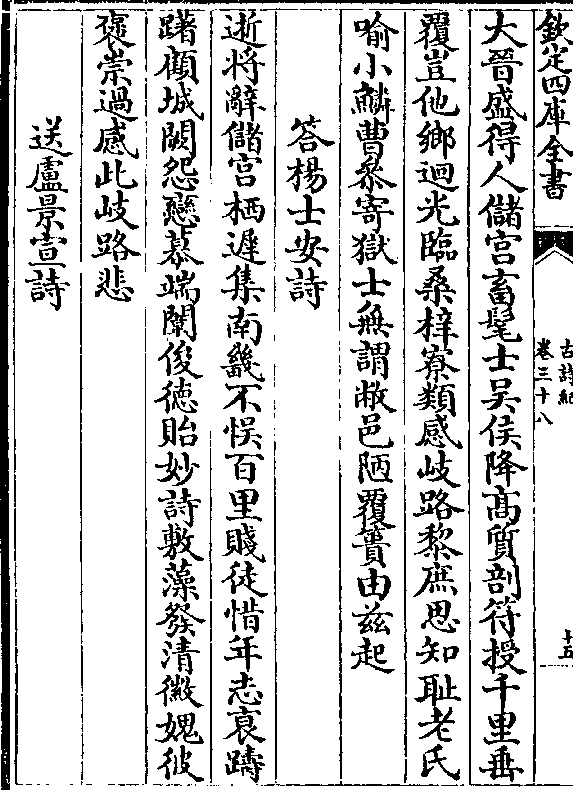 欽定四庫全書
古詩紀
卷三十八
十五
大晉盛得人儲宮畜髦士吴侯降髙質剖符授千里垂
覆豈他鄉迴光臨桑梓寮類感岐路黎庶思知耻老氏
喻小鱗曹叅寄獄士無謂敝邑陋覆簣由兹起
答楊士安詩
逝將辭儲宮栖遲集南畿不悞百里賤徒惜年志衰躊
躇顧城闕怨戀慕端闈俊德貽妙詩敷藻發清徽媿彼
褒崇過感此岐路悲
送盧景宣詩